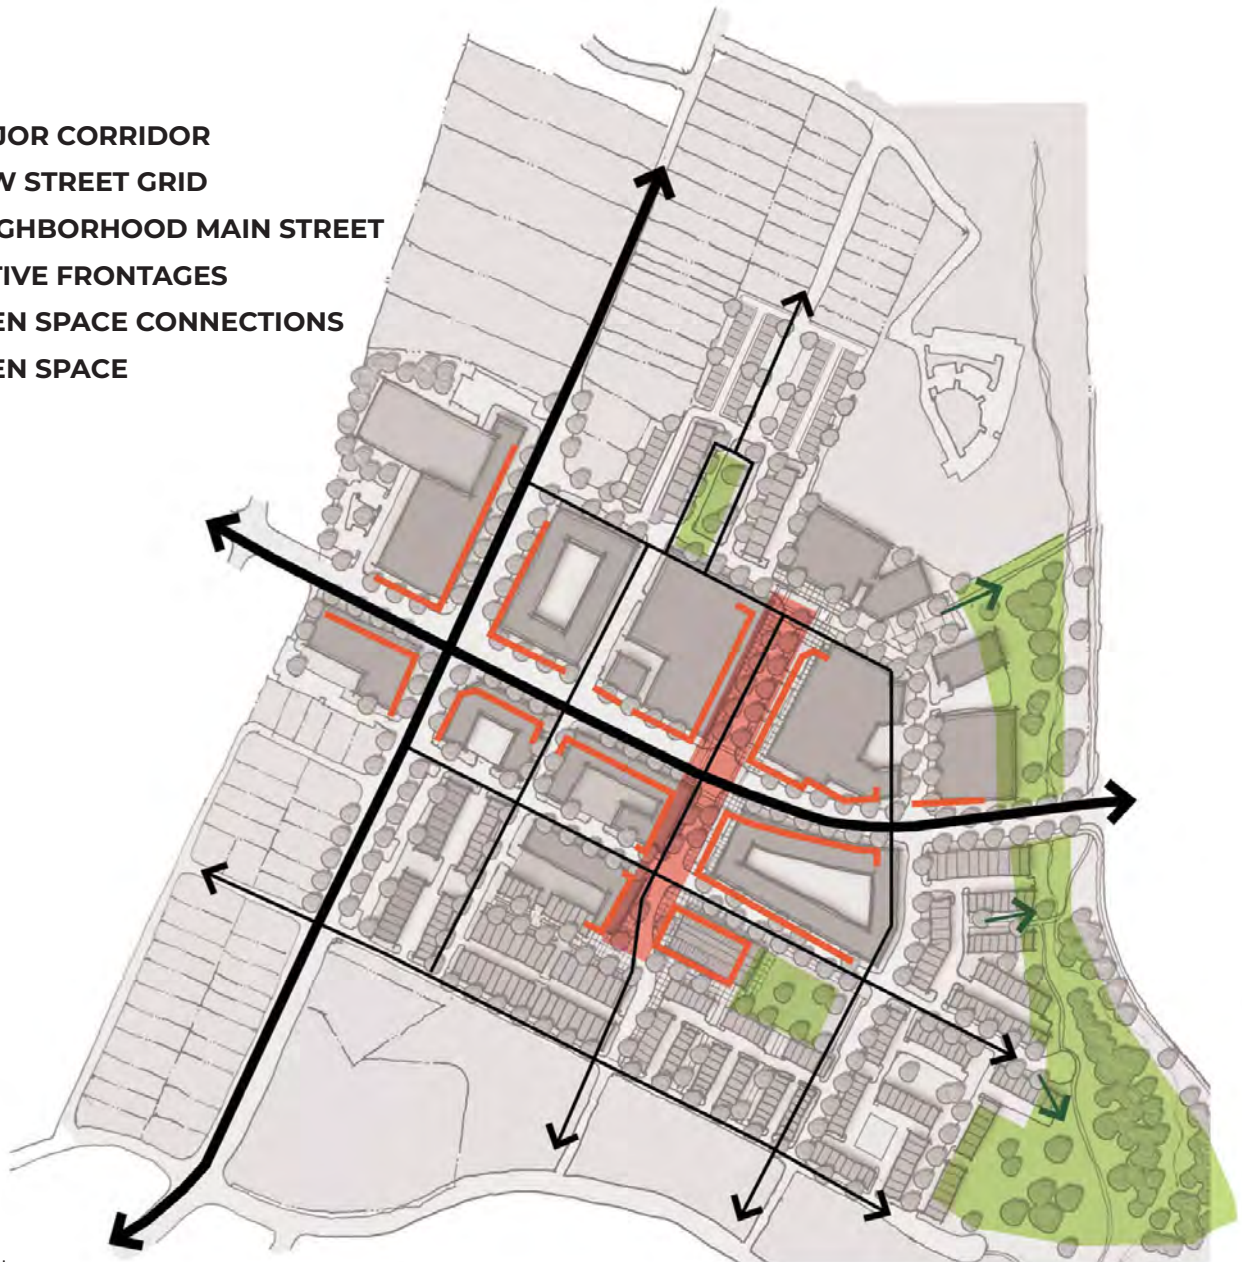 JOR CORRIDOR
W STREET GRID
GHBORHOOD MAIN STREET
TIVE FRONTAGES
EN SPACE CONNECTIONS
EN SPACE